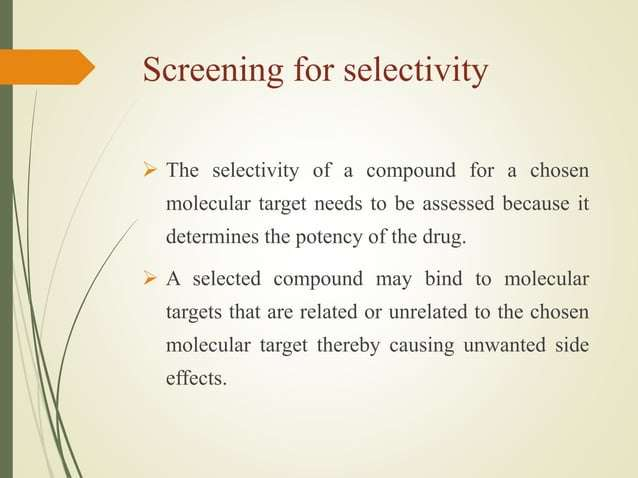 Screening for selectivity
➢ The selectivity of a compound for a chosen
molecular target needs to be assessed because it
determines the potency of the drug.
➢ A selected compound may bind to molecular
targets that are related or unrelated to the chosen
molecular target thereby causing unwanted side
effects.